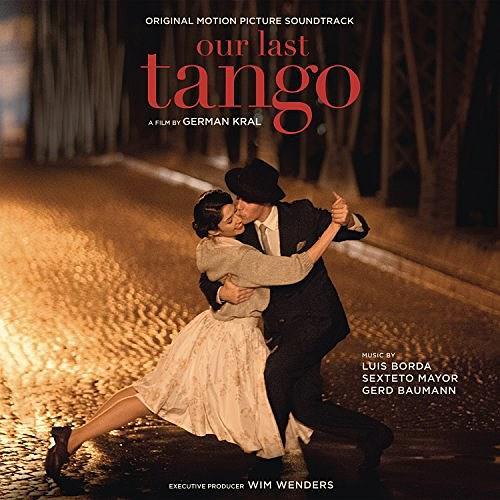 ORIGINAL MOTION PICTURE SOUNDTRACK
our last
tango
A FILM BY GERMAN KRAL
MUSIC BY
LUIS BORDA
SEXTETO MAYOR
GERD BAUMANN
EXECUTIVE PRODUCER WIM WENDERS